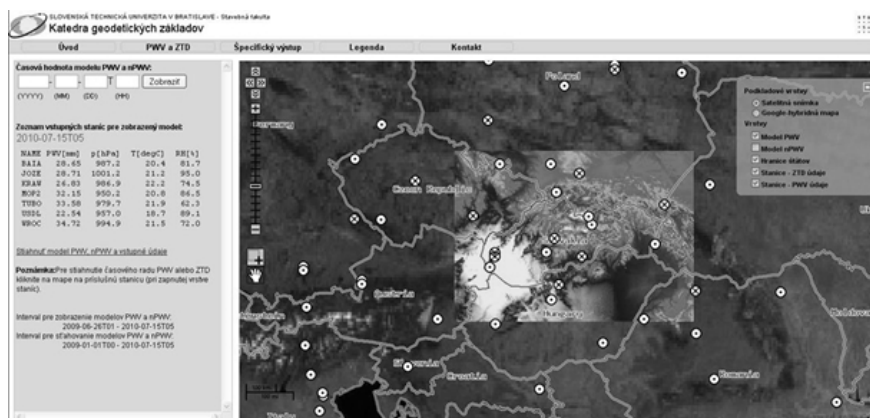 SLOVENSKÁ TECHNICKÁ UNIVERZITA V BRATISLAVE - Stavebná fakulta
Katedra geodetických základov
Úvod
PWV a ZTD
Špecifický výstup
Legenda
Kontakt
Časová hodnota modelu PWV a nPWV:
- - T Zobraziť
(YYYY) (MM) (DD) (HH)
Zoznam vstupných staníc pre zobrazený model:
2010-07-15T05
NAME PWV[mm] p[hPa] T[degC] RH[%]
BAIA 28.65 987.2 20.4 81.7
JOZE 28.71 1001.2 21.2 95.0
KRAW 26.83 986.9 22.2 74.5
MOP2 32.15 950.2 20.8 86.5
TUBO 33.58 979.7 21.9 62.3
USDL 22.54 957.0 18.7 89.1
WROC 34.72 994.9 21.5 72.0
Stiahnuť model PWV, nPWV a vstupné údaje
Poznámka:Pre stiahnutie časového radu PWV alebo ZTD
kliknite na mape na príslušnú stanicu (pri zapnutej vrstve
staníc).
Interval pre zobrazenie modelov PWV a nPWV:
2009-06-26T01 - 2010-07-15T05
Interval pre sťahovanie modelov PWV a nPWV:
2009-01-01T00 - 2010-07-15T05
Poland
Germany
Czech Republic
Austria
Hungary
Slovenia
Croatia
Romania
Moldova
Podkladové vrstvy
Satelitná snímka
Google-hybridná mapa
Vrstvy
Model PWV
Model nPWV
Hranice štátov
Stanice - ZTD údaje
Stanice - PWV údaje